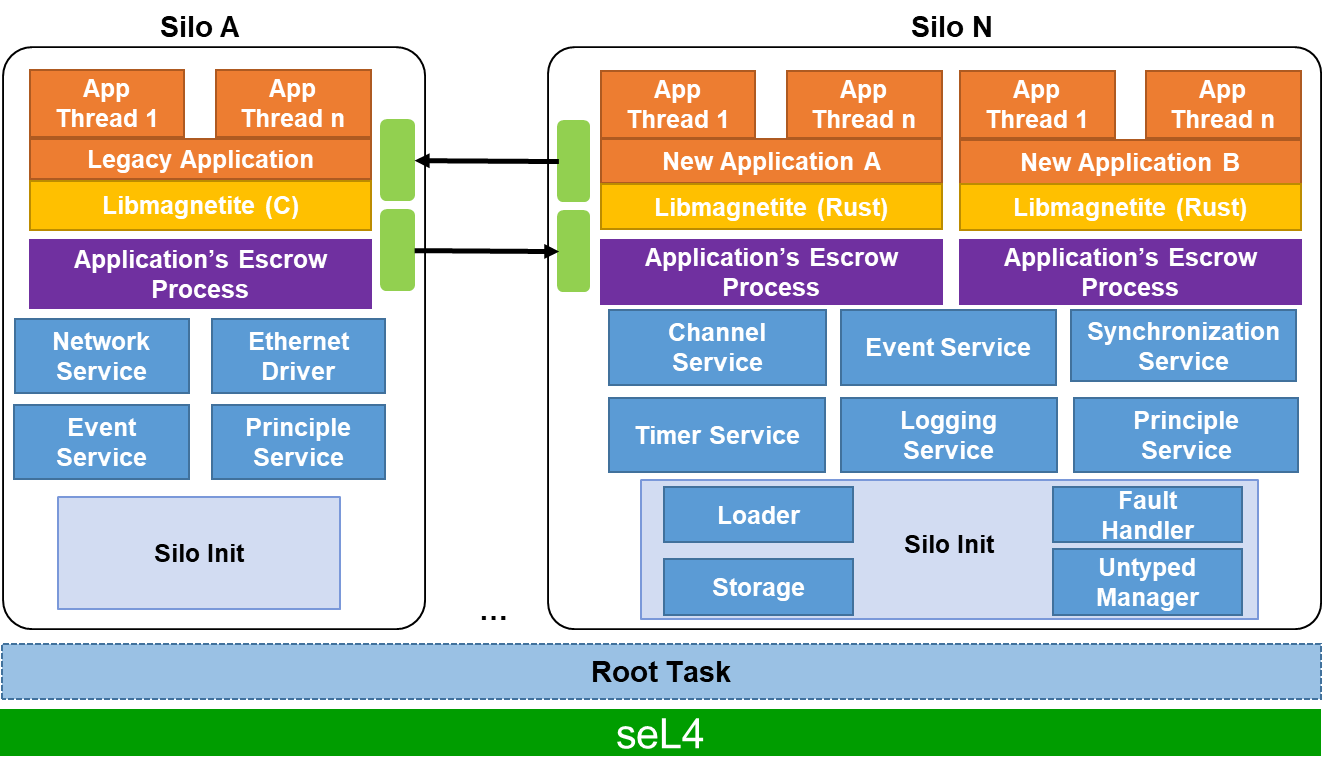 Silo A
App
Thread 1
App
Thread n
Legacy Application
Libmagnetite (C)
Application's Escrow
Process
Network
Service
Ethernet
Driver
Event
Service
Principle
Service
Silo Init
...
Silo N
App
Thread 1
App
Thread n
App
Thread 1
App
Thread n
New Application A
New Application B
Libmagnetite (Rust)
Libmagnetite (Rust)
Application's Escrow
Process
Application's Escrow
Process
Channel
Service
Event Service
Synchronization
Service
Timer Service
Logging
Service
Principle
Service
Loader
Storage
Silo Init
Fault
Handler
Untyped
Manager
Root Task
seL4